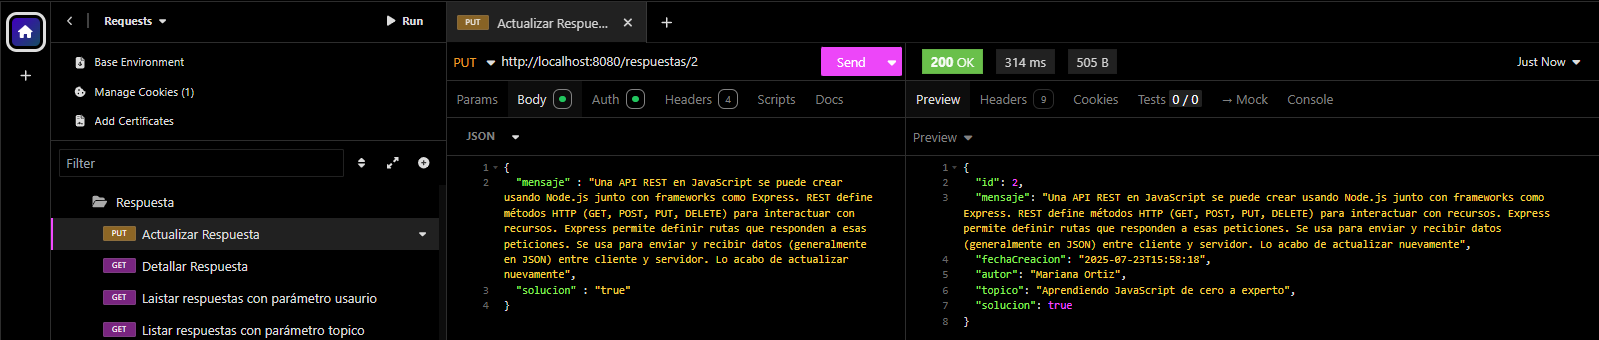 Requests
Run
Base Environment
Manage Cookies (1)
Add Certificates
Filter
Respuesta
PUT Actualizar Respuesta
GET Detallar Respuesta
GET Laistar respuestas con parámetro usaurio
GET Listar respuestas con parámetro topico
PUT Actualizar Respue...
PUT http://localhost:8080/respuestas/2 Send
Params Body Auth Headers 4 Scripts Docs
JSON
1 {
2 "mensaje" : "Una API REST en JavaScript se puede crear
usando Node.js junto con frameworks como Express. REST define
métodos HTTP (GET, POST, PUT, DELETE) para interactuar con
recursos. Express permite definir rutas que responden a esas
peticiones. Se usa para enviar y recibir datos (generalmente
en JSON) entre cliente y servidor. Lo acabo de actualizar
nuevamente",
3 "solucion" : "true"
4 }
200 OK 314 ms 505 B Just Now
Preview Headers 9 Cookies Tests 0 / 0 → Mock Console
Preview
1 {
2 "id": 2,
3 "mensaje": "Una API REST en JavaScript se puede crear usando Node.js junto con frameworks como
Express. REST define métodos HTTP (GET, POST, PUT, DELETE) para interactuar con recursos. Express
permite definir rutas que responden a esas peticiones. Se usa para enviar y recibir datos
(generalmente en JSON) entre cliente y servidor. Lo acabo de actualizar nuevamente",
4 "fechaCreacion": "2025-07-23T15:58:18",
5 "autor": "Mariana Ortiz",
6 "topico": "Aprendiendo JavaScript de cero a experto",
7 "solucion": true
8 }